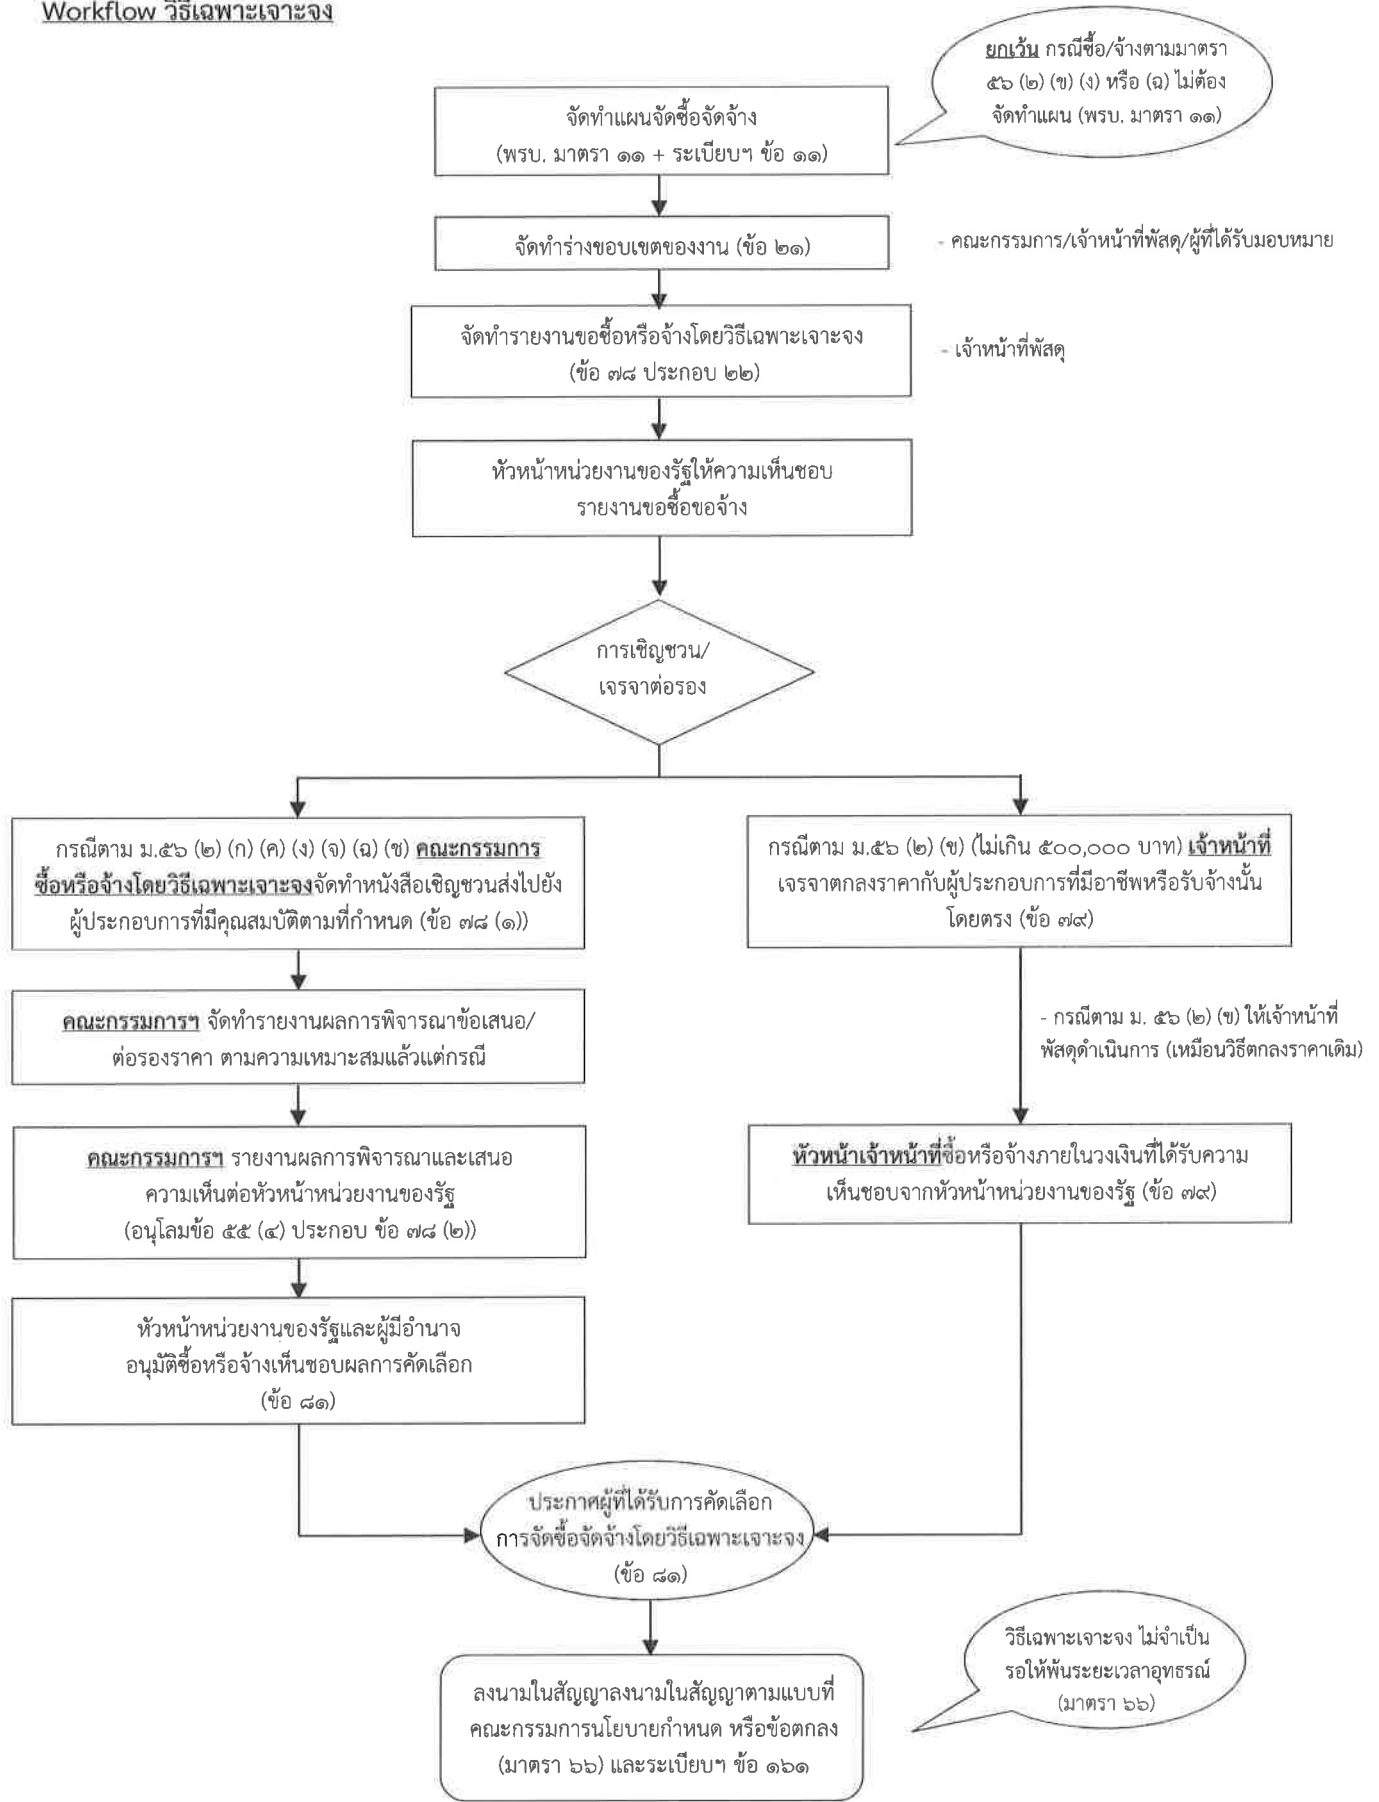 Workflow วิธีเฉพาะเจาะจง
ยกเว้น กรณีซื้อ/จ้างตามมาตรา
๕๖ (๒) (ข) (ง) หรือ (ฉ) ไม่ต้อง
จัดทำแผน (พรบ. มาตรา ๑๑)
จัดทำแผนจัดซื้อจัดจ้าง
(พรบ. มาตรา ๑๑ + ระเบียบฯ ข้อ ๑๑)
จัดทำร่างขอบเขตของงาน (ข้อ ๒๑)
- คณะกรรมการ/เจ้าหน้าที่พัสดุ/ผู้ที่ได้รับมอบหมาย
จัดทำรายงานขอซื้อหรือจ้างโดยวิธีเฉพาะเจาะจง
(ข้อ ๗๘ ประกอบ ๒๒)
- เจ้าหน้าที่พัสดุ
หัวหน้าหน่วยงานของรัฐให้ความเห็นชอบ
รายงานขอซื้อขอจ้าง
การเชิญชวน/
เจรจาต่อรอง
กรณีตาม ม.๕๖ (๒) (ก) (ค) (ง) (จ) (ฉ) (ช) คณะกรรมการ
ซื้อหรือจ้างโดยวิธีเฉพาะเจาะจงจัดทำหนังสือเชิญชวนส่งไปยัง
ผู้ประกอบการที่มีคุณสมบัติตามที่กำหนด (ข้อ ๗๘ (๑))
กรณีตาม ม.๕๖ (๒) (ข) (ไม่เกิน ๕๐๐,๐๐๐ บาท) เจ้าหน้าที่
เจรจาตกลงราคากับผู้ประกอบการที่มีอาชีพหรือรับจ้างนั้น
โดยตรง (ข้อ ๗๙)
คณะกรรมการฯ จัดทำรายงานผลการพิจารณาข้อเสนอ/
ต่อรองราคา ตามความเหมาะสมแล้วแต่กรณี
- กรณีตาม ม. ๕๖ (๒) (ข) ให้เจ้าหน้าที่
พัสดุดำเนินการ (เหมือนวิธีตกลงราคาเดิม)
คณะกรรมการฯ รายงานผลการพิจารณาและเสนอ
ความเห็นต่อหัวหน้าหน่วยงานของรัฐ
(อนุโลมข้อ ๕๕ (๔) ประกอบ ข้อ ๗๘ (๒))
หัวหน้าเจ้าหน้าที่ซื้อหรือจ้างภายในวงเงินที่ได้รับความ
เห็นชอบจากหัวหน้าหน่วยงานของรัฐ (ข้อ ๗๙)
หัวหน้าหน่วยงานของรัฐและผู้มีอำนาจ
อนุมัติซื้อหรือจ้างเห็นชอบผลการคัดเลือก
(ข้อ ๘๑)
ประกาศผู้ที่ได้รับการคัดเลือก
การจัดซื้อจัดจ้างโดยวิธีเฉพาะเจาะจง
(ข้อ ๘๑)
วิธีเฉพาะเจาะจง ไม่จำเป็น
รอให้พ้นระยะเวลาอุทธรณ์
(มาตรา ๖๖)
ลงนามในสัญญาลงนามในสัญญาตามแบบที่
คณะกรรมการนโยบายกำหนด หรือข้อตกลง
(มาตรา ๖๖) และระเบียบฯ ข้อ ๑๖๑